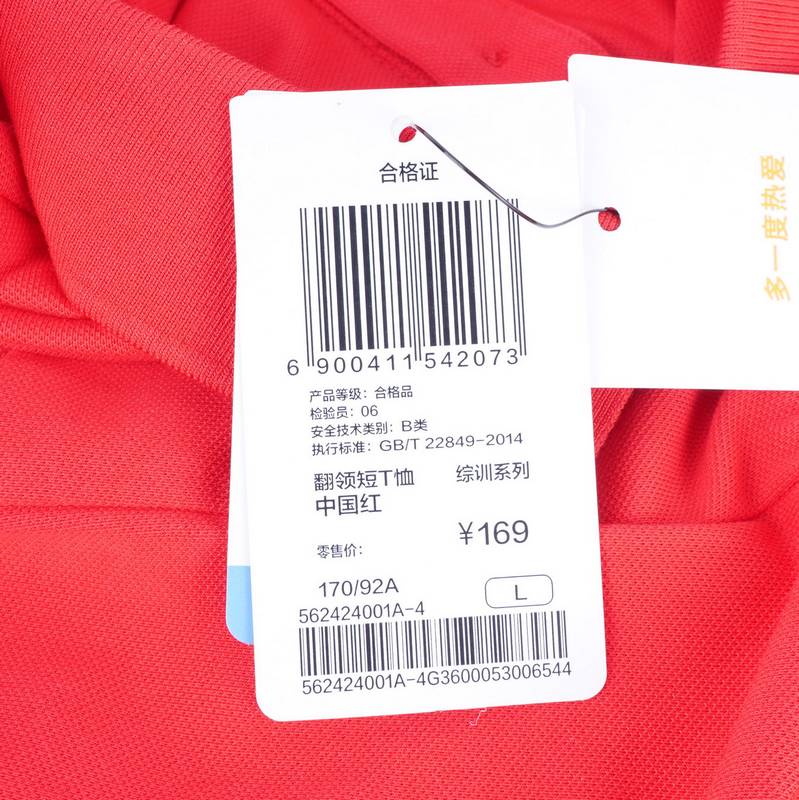 合格证
6 900411 542073
产品等级：合格品
检验员：06
安全技术类别：B类
执行标准：GB/T 22849-2014
翻领短T恤 综训系列
中国红
¥169
零售价：
170/92A L
562424001A-4
562424001A-4G3600053006544
多一度热爱